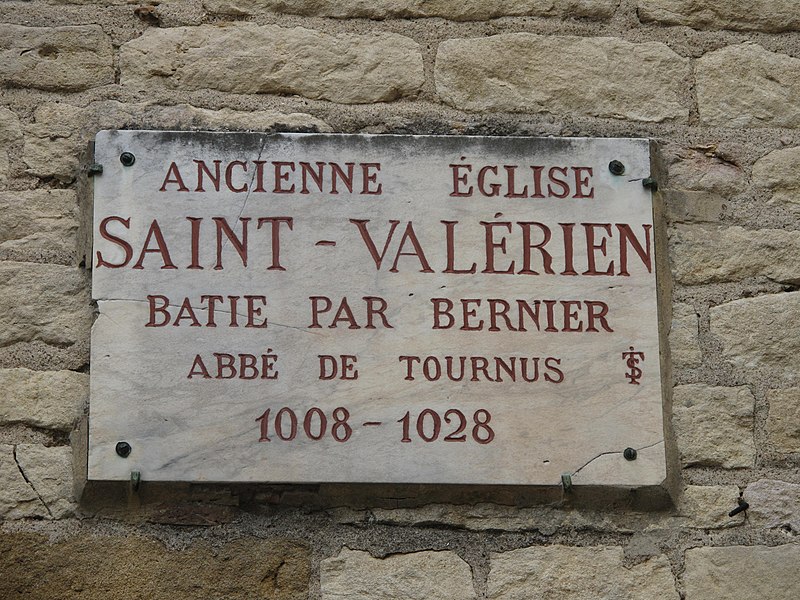 ANCIENNE ÉGLISE
SAINT - VALÉRIEN
BATIE PAR BERNIER
ABBÉ DE TOURNUS
1008 - 1028